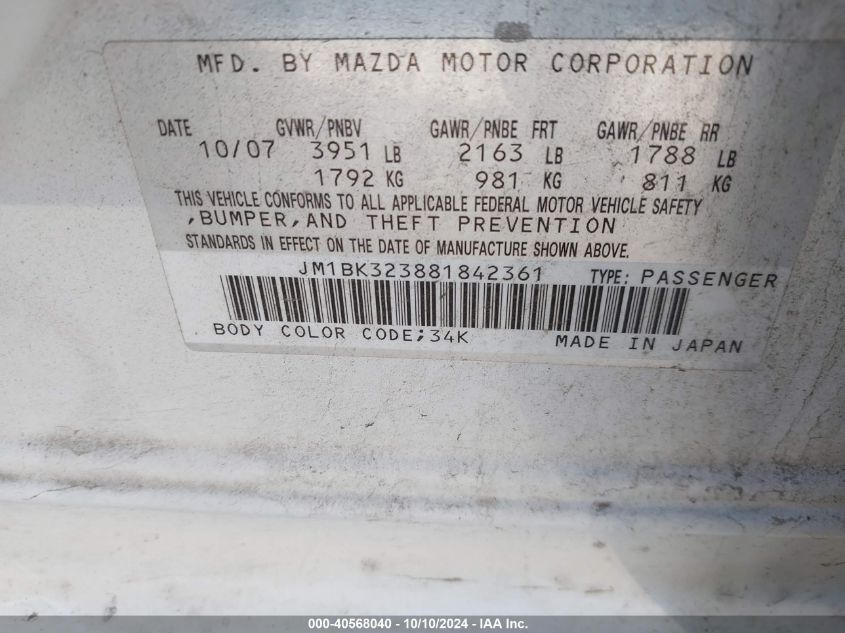 MFD. BY MAZDA MOTOR CORPORATION
DATE GVWR/PNBV GAWR/PNBE FRT GAWR/PNBE RR
10/07 3951 LB 2163 LB 1788 LB
1792 KG 981 KG 811 KG
THIS VEHICLE CONFORMS TO ALL APPLICABLE FEDERAL MOTOR VEHICLE SAFETY
,BUMPER,AND THEFT PREVENTION
STANDARDS IN EFFECT ON THE DATE OF MANUFACTURE SHOWN ABOVE.
JM1BK323881842361 TYPE: PASSENGER
BODY COLOR CODE;34K MADE IN JAPAN
000-40568040 - 10/10/2024 - IAA Inc.